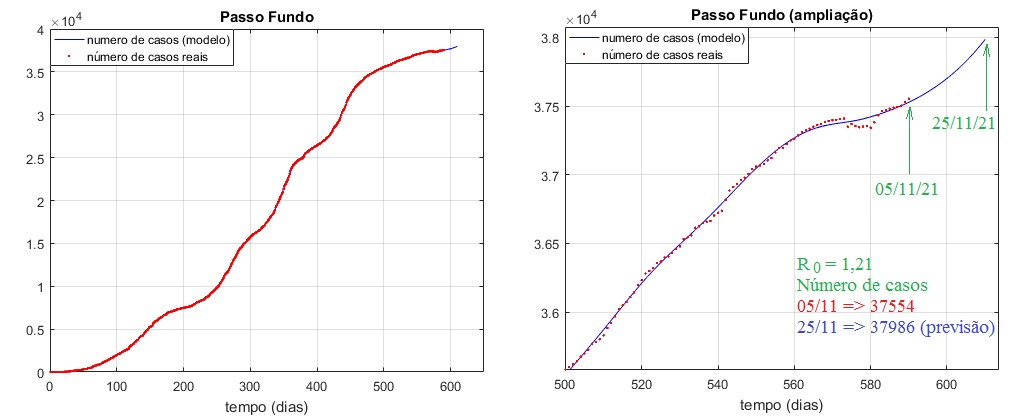 Passo Fundo
×10⁴
numero de casos (modelo)
número de casos reais
4
3.5
3
2.5
2
1.5
1
0.5
0
0 100 200 300 400 500 600
tempo (dias)
Passo Fundo (ampliação)
×10⁴
numero de casos (modelo)
número de casos reais
3.8
3.75
3.7
3.65
3.6
25/11/21
05/11/21
R 0 = 1,21
Número de casos
05/11 => 37554
25/11 => 37986 (previsão)
500 520 540 560 580 600
tempo (dias)